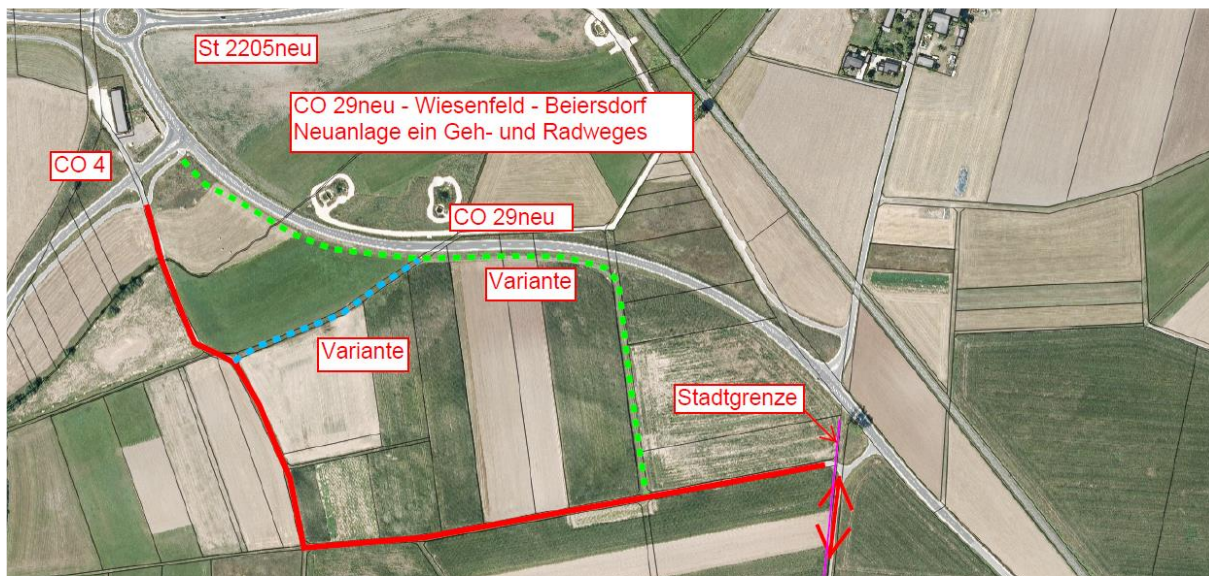 St 2205neu
CO 29neu - Wiesenfeld - Beiersdorf
Neuanlage ein Geh- und Radweges
CO 4
CO 29neu
Variante
Variante
Stadtgrenze